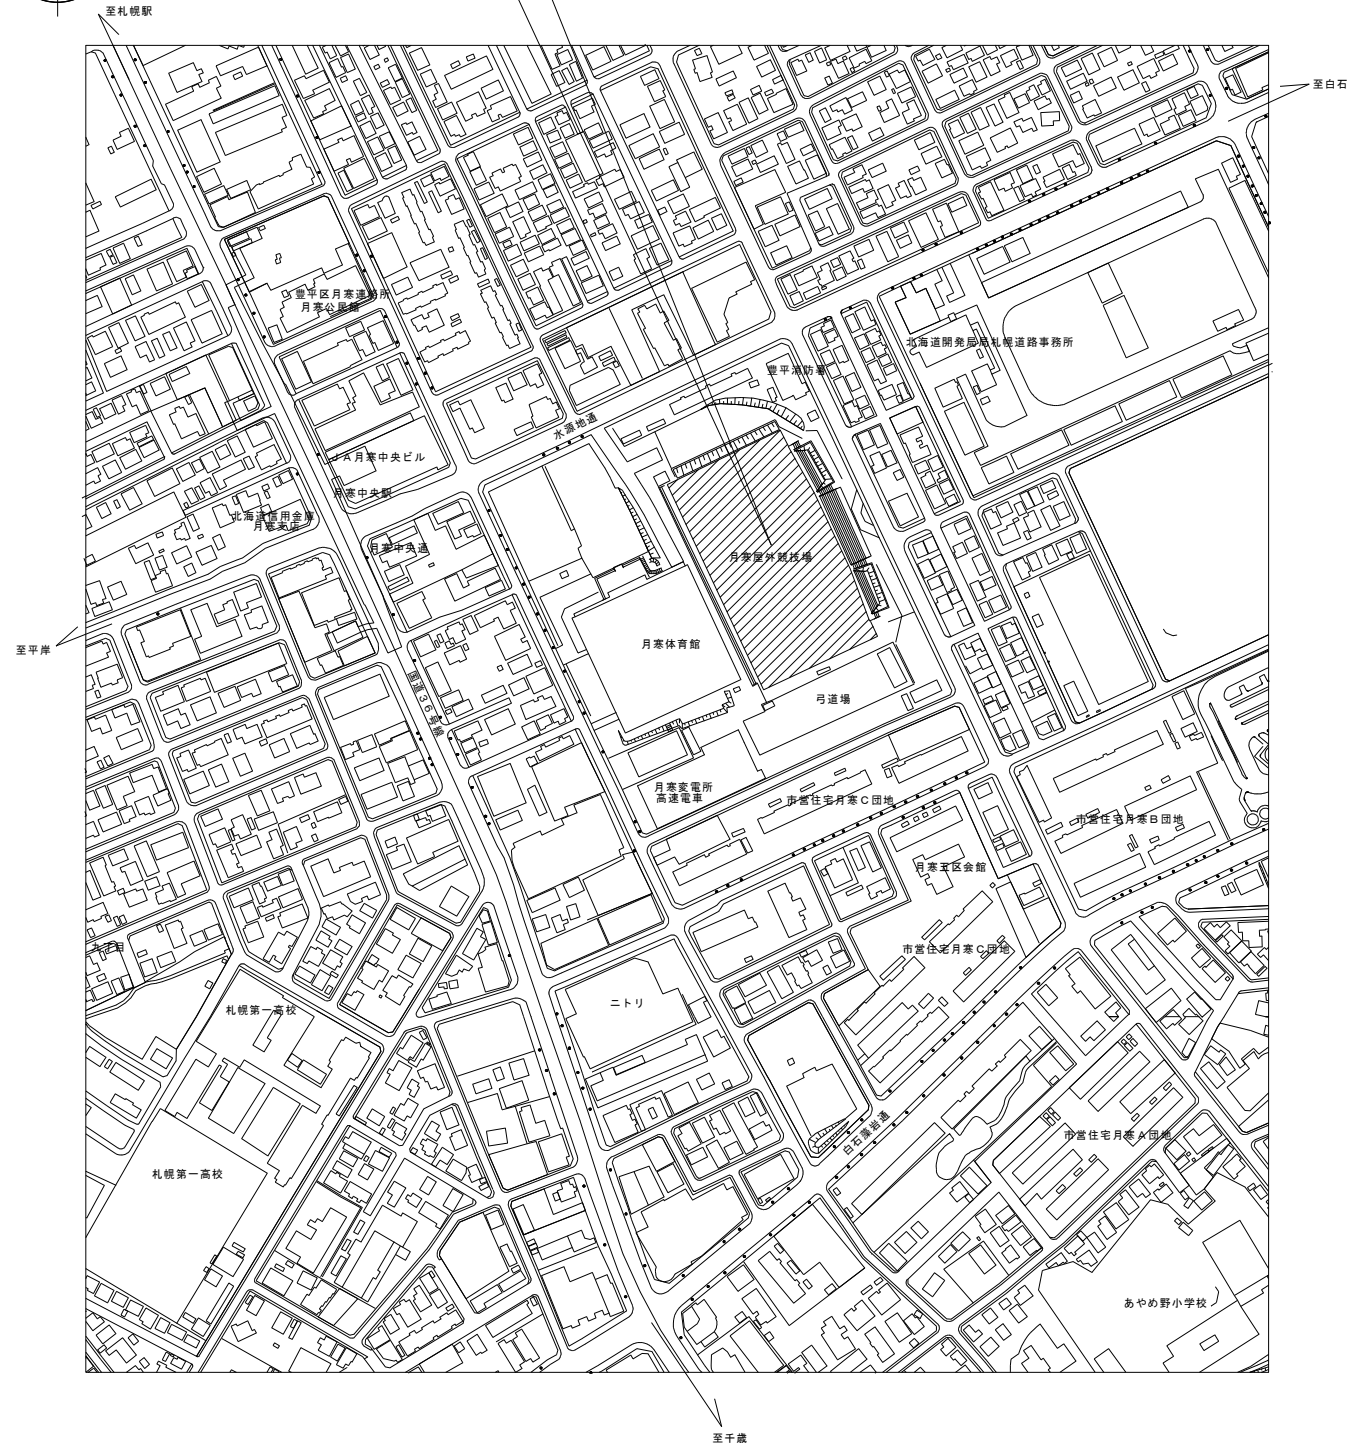 至札幌駅
至白石
豊平区月寒連絡所
月寒公民館
北海道開発局札幌道路事務所
豊平消防署
水源地通
JA月寒中央ビル
月寒中央駅
北海道信用金庫
月寒支店
月寒中央通
月寒屋外競技場
至平岸
月寒体育館
国道36号線
弓道場
月寒変電所
高速電車
市営住宅月寒C団地
市営住宅月寒B団地
月寒五区会館
九丁目
市営住宅月寒C団地
ニトリ
札幌第一高校
白石藻岩通
市営住宅月寒A団地
札幌第一高校
あやめ野小学校
至千歳